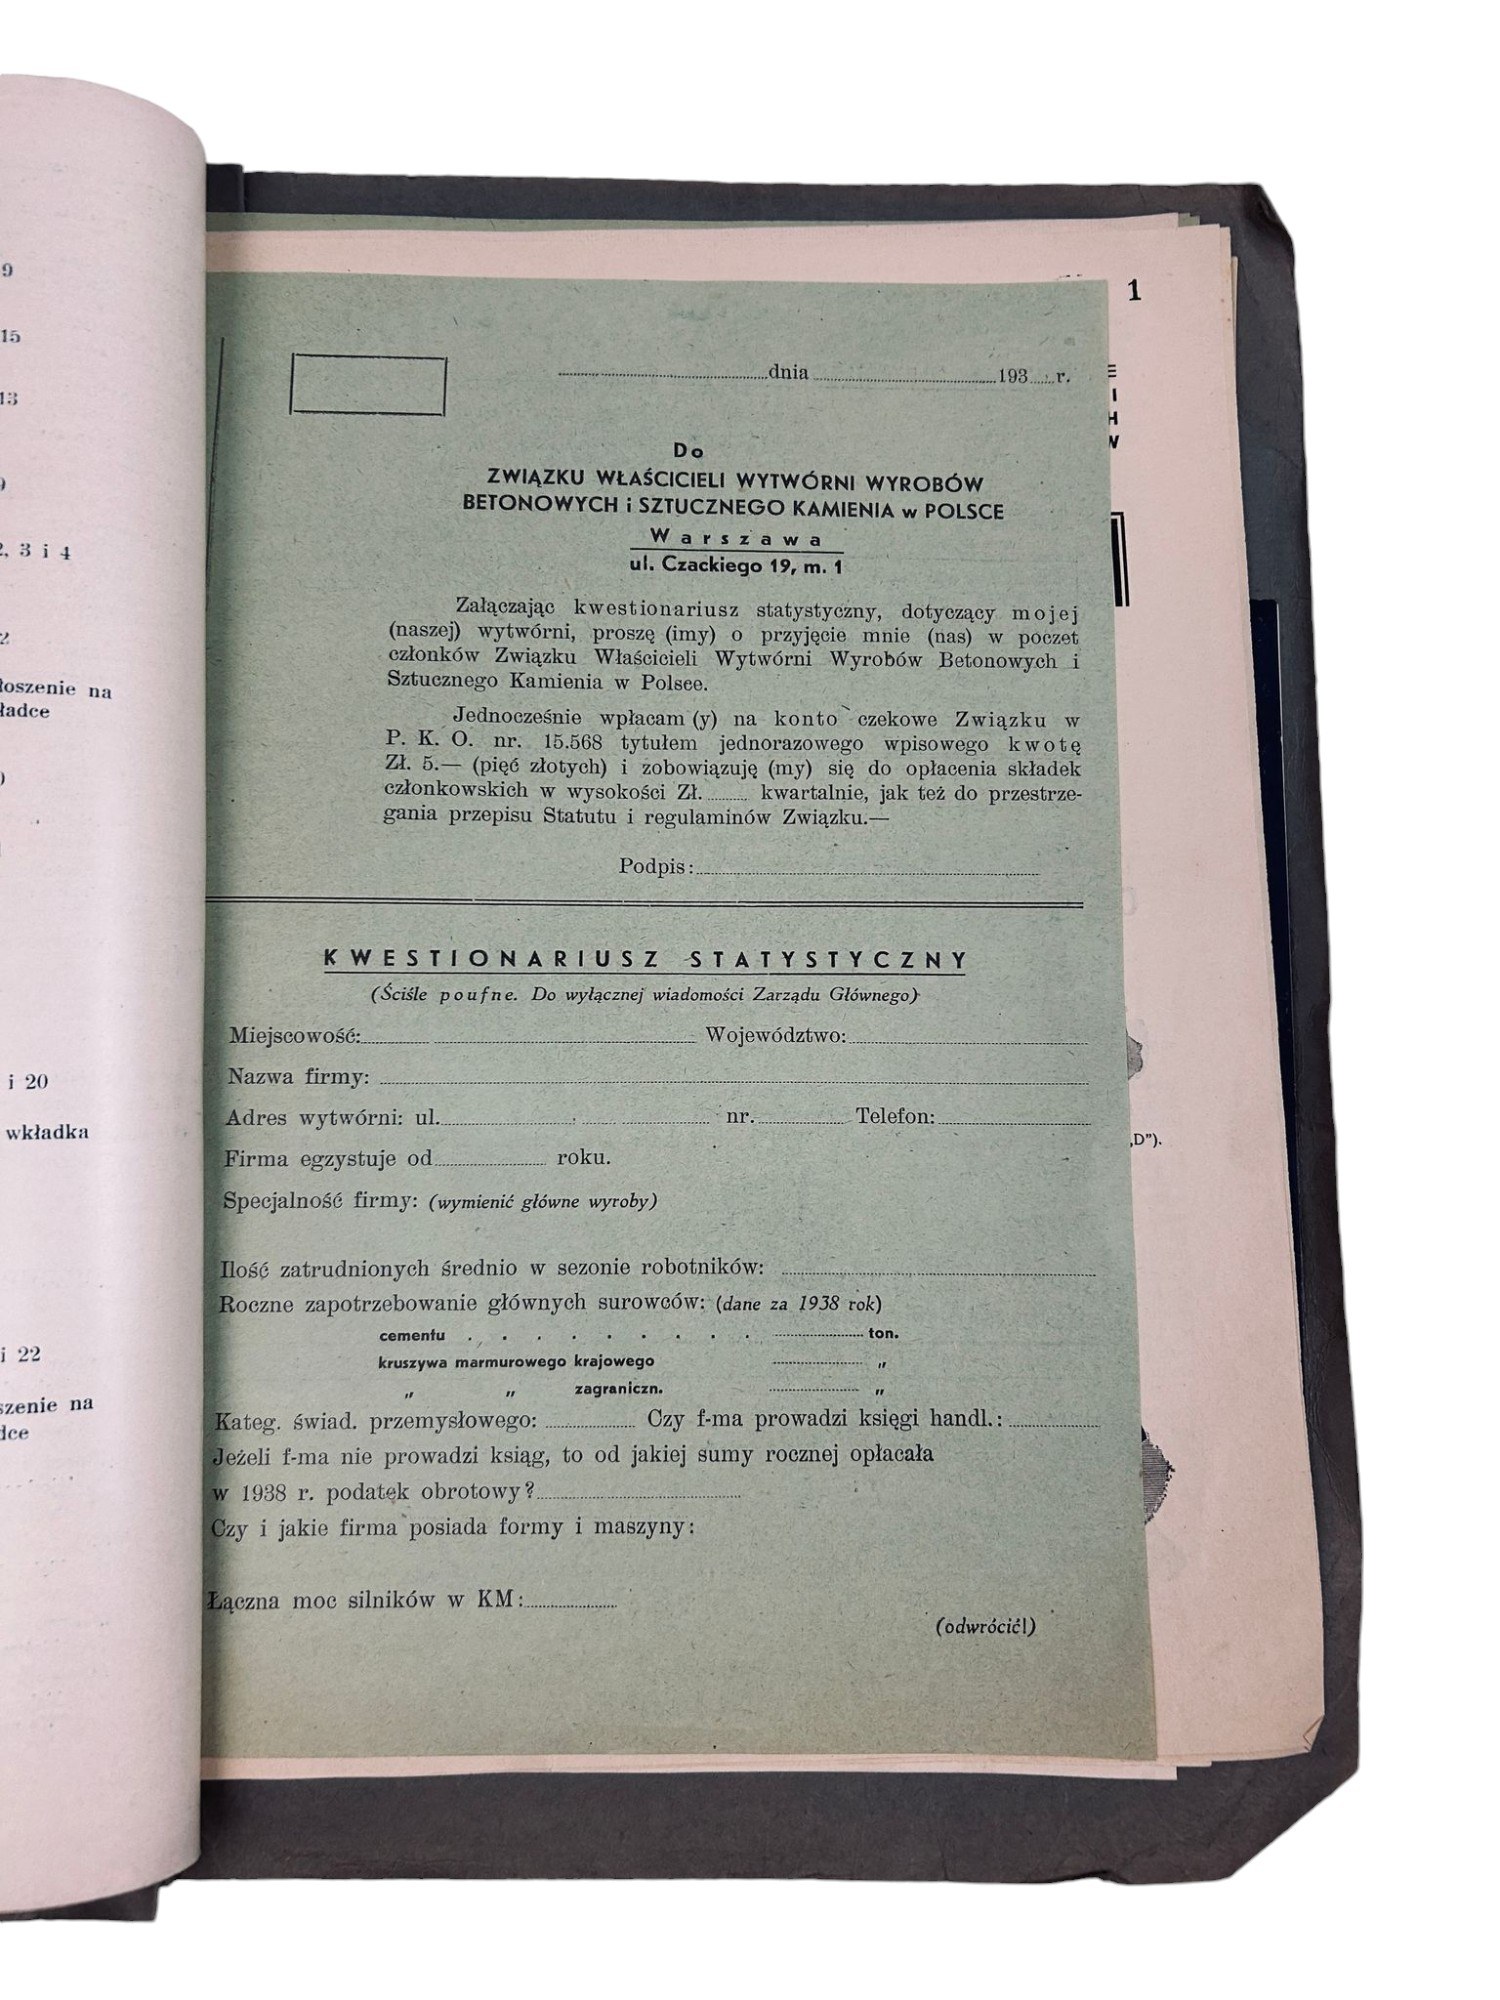 9
15
13
2, 3 i 4
2
łoszenie na
ładce
i 20
wkładka
i 22
szenie na
dce
1
E
I
H
W
„D”).
dnia 193 r.
Do
ZWIĄZKU WŁAŚCICIELI WYTWÓRNI WYROBÓW
BETONOWYCH i SZTUCZNEGO KAMIENIA w POLSCE
Warszawa
ul. Czackiego 19, m. 1
Załączając kwestionariusz statystyczny, dotyczący mojej
(naszej) wytwórni, proszę (imy) o przyjęcie mnie (nas) w poczet
członków Związku Właścicieli Wytwórni Wyrobów Betonowych i
Sztucznego Kamienia w Polsce.
Jednocześnie wpłacam (y) na konto czekowe Związku w
P. K. O. nr. 15.568 tytułem jednorazowego wpisowego kwotę
Zł. 5.— (pięć złotych) i zobowiązuję (my) się do opłacenia składek
członkowskich w wysokości Zł. ........ kwartalnie, jak też do przestrze-
gania przepisu Statutu i regulaminów Związku.—
Podpis:
KWESTIONARIUSZ STATYSTYCZNY
(Ściśle poufne. Do wyłącznej wiadomości Zarządu Głównego)
Miejscowość: Województwo:
Nazwa firmy:
Adres wytwórni: ul. nr. Telefon:
Firma egzystuje od roku.
Specjalność firmy: (wymienić główne wyroby)
Ilość zatrudnionych średnio w sezonie robotników:
Roczne zapotrzebowanie głównych surowców: (dane za 1938 rok)
cementu . . . . . . . . . ton.
kruszywa marmurowego krajowego „
„ „ zagraniczn. „
Kateg. świad. przemysłowego: Czy f-ma prowadzi księgi handl.:
Jeżeli f-ma nie prowadzi ksiąg, to od jakiej sumy rocznej opłacała
w 1938 r. podatek obrotowy?
Czy i jakie firma posiada formy i maszyny:
Łączna moc silników w KM:
(odwrócić!)